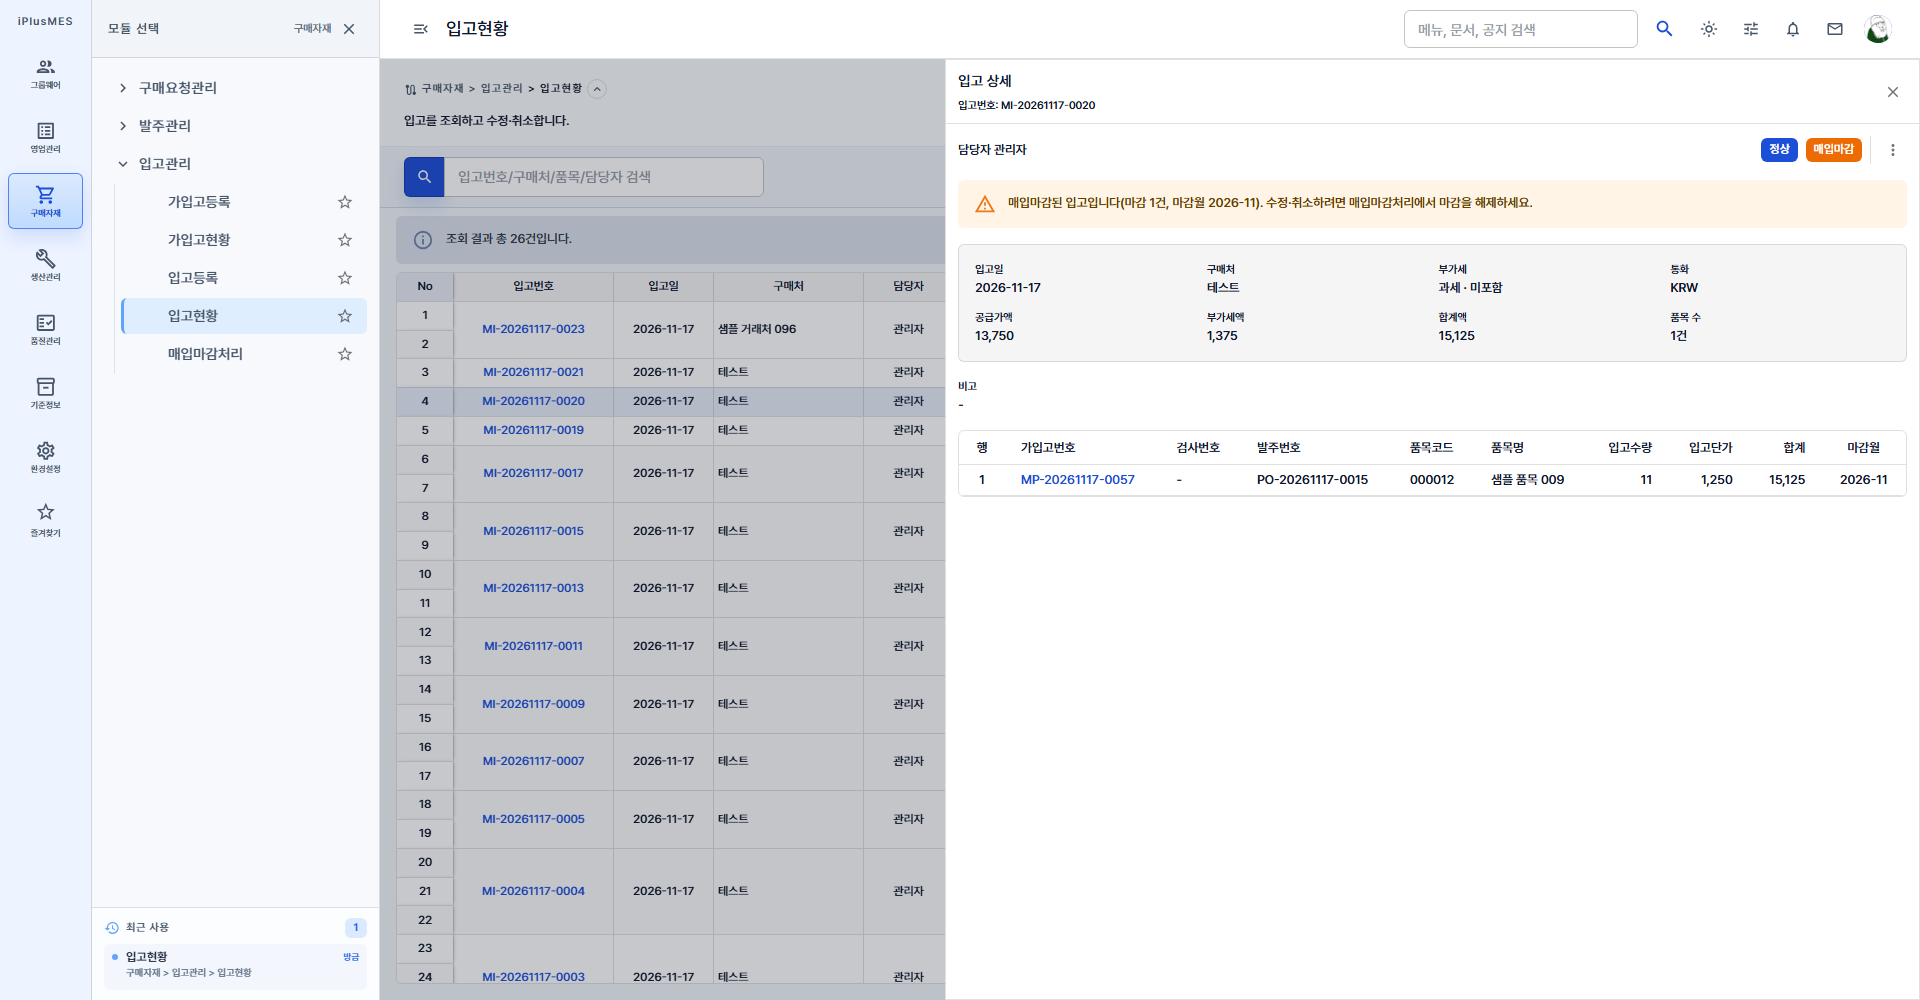 iPlusMES
그룹웨어
영업관리
구매자재
생산관리
품질관리
기준정보
환경설정
즐겨찾기
모듈 선택
구매자재
구매요청관리
발주관리
입고관리
가입고등록
가입고현황
입고등록
입고현황
매입마감처리
최근 사용
1
입고현황
방금
구매자재 > 입고관리 > 입고현황
입고현황
메뉴, 문서, 공지 검색
구매자재 > 입고관리 > 입고현황
입고를 조회하고 수정·취소합니다.
입고번호/구매처/품목/담당자 검색
조회 결과 총 26건입니다.
No 입고번호 입고일 구매처 담당자
1
MI-20261117-0023 2026-11-17 샘플 거래처 096 관리자
2
3 MI-20261117-0021 2026-11-17 테스트 관리자
4 MI-20261117-0020 2026-11-17 테스트 관리자
5 MI-20261117-0019 2026-11-17 테스트 관리자
6
MI-20261117-0017 2026-11-17 테스트 관리자
7
8
MI-20261117-0015 2026-11-17 테스트 관리자
9
10
MI-20261117-0013 2026-11-17 테스트 관리자
11
12
MI-20261117-0011 2026-11-17 테스트 관리자
13
14
MI-20261117-0009 2026-11-17 테스트 관리자
15
16
MI-20261117-0007 2026-11-17 테스트 관리자
17
18
MI-20261117-0005 2026-11-17 테스트 관리자
19
20
21 MI-20261117-0004 2026-11-17 테스트 관리자
22
23
24 MI-20261117-0003 2026-11-17 테스트 관리자
입고 상세
입고번호: MI-20261117-0020
담당자 관리자
정상 매입마감
매입마감된 입고입니다(마감 1건, 마감월 2026-11). 수정·취소하려면 매입마감처리에서 마감을 해제하세요.
입고일 구매처 부가세 통화
2026-11-17 테스트 과세 · 미포함 KRW
공급가액 부가세액 합계액 품목 수
13,750 1,375 15,125 1건
비고
-
행 가입고번호 검사번호 발주번호 품목코드 품목명 입고수량 입고단가 합계 마감월
1 MP-20261117-0057 - PO-20261117-0015 000012 샘플 품목 009 11 1,250 15,125 2026-11